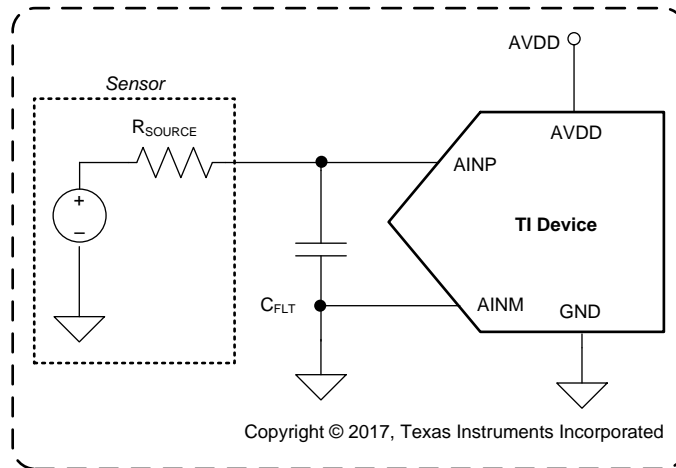 AVDD
Sensor
RSOURCE
AVDD
AINP
+
−
TI Device
CFLT
AINM
GND
Copyright © 2017, Texas Instruments Incorporated